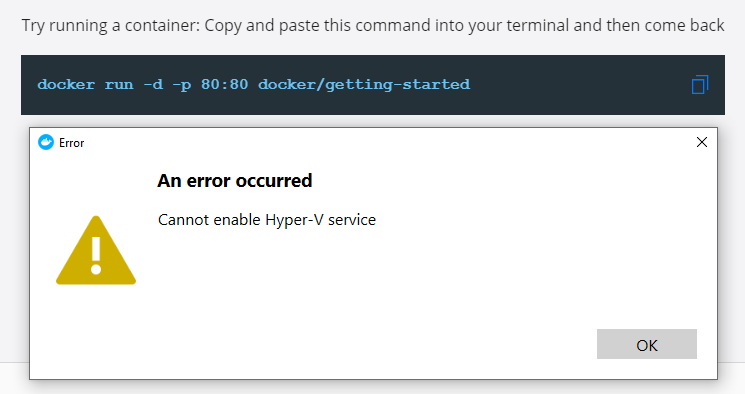 Try running a container: Copy and paste this command into your terminal and then come back
docker run -d -p 80:80 docker/getting-started
Error
An error occurred
Cannot enable Hyper-V service
OK